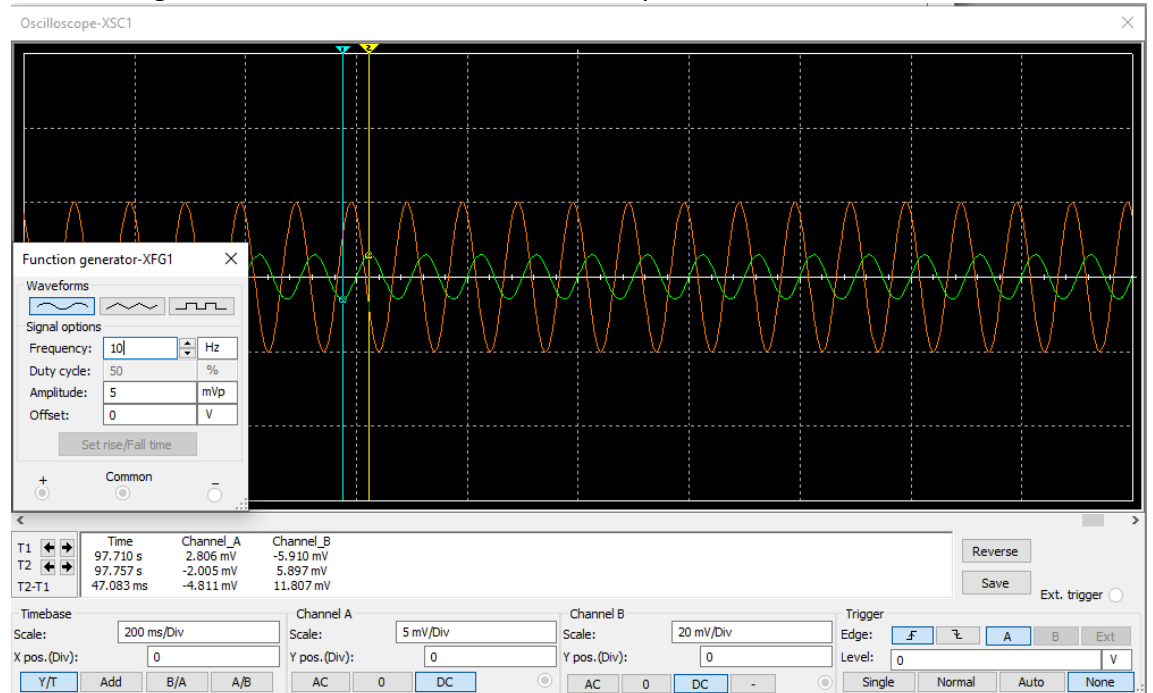 Oscilloscope-XSC1
1 2
Function generator-XFG1
Waveforms
Signal options
Frequency: 10 Hz
Duty cycle: 50 %
Amplitude: 5 mVp
Offset: 0 V
Set rise/Fall time
+ Common −
Time Channel_A Channel_B
T1 97.710 s 2.806 mV -5.910 mV
T2 97.757 s -2.005 mV 5.897 mV
T2-T1 47.083 ms -4.811 mV 11.807 mV
Reverse
Save
Ext. trigger
Timebase
Scale: 200 ms/Div
X pos.(Div): 0
Y/T Add B/A A/B
Channel A
Scale: 5 mV/Div
Y pos.(Div): 0
AC 0 DC
Channel B
Scale: 20 mV/Div
Y pos.(Div): 0
AC 0 DC -
Trigger
Edge: A B Ext
Level: 0 V
Single Normal Auto None